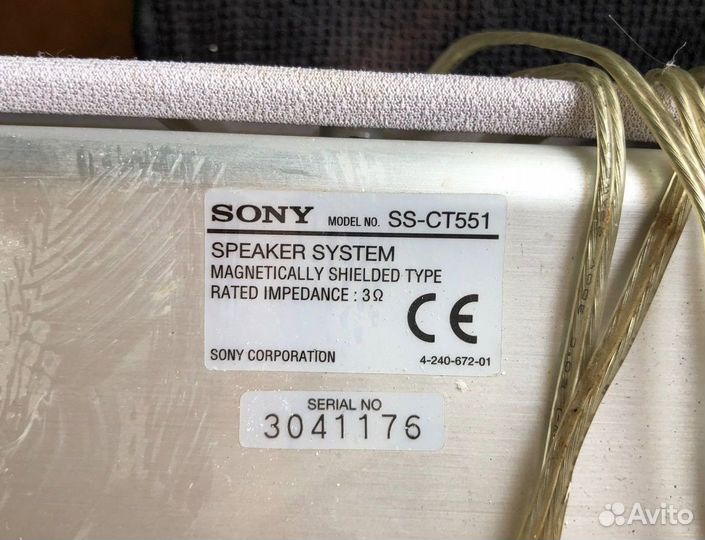 SONY MODEL NO. SS-CT551
SPEAKER SYSTEM
MAGNETICALLY SHIELDED TYPE
RATED IMPEDANCE : 3Ω
CE
SONY CORPORATION 4-240-672-01
SERIAL NO
3041176
Avito